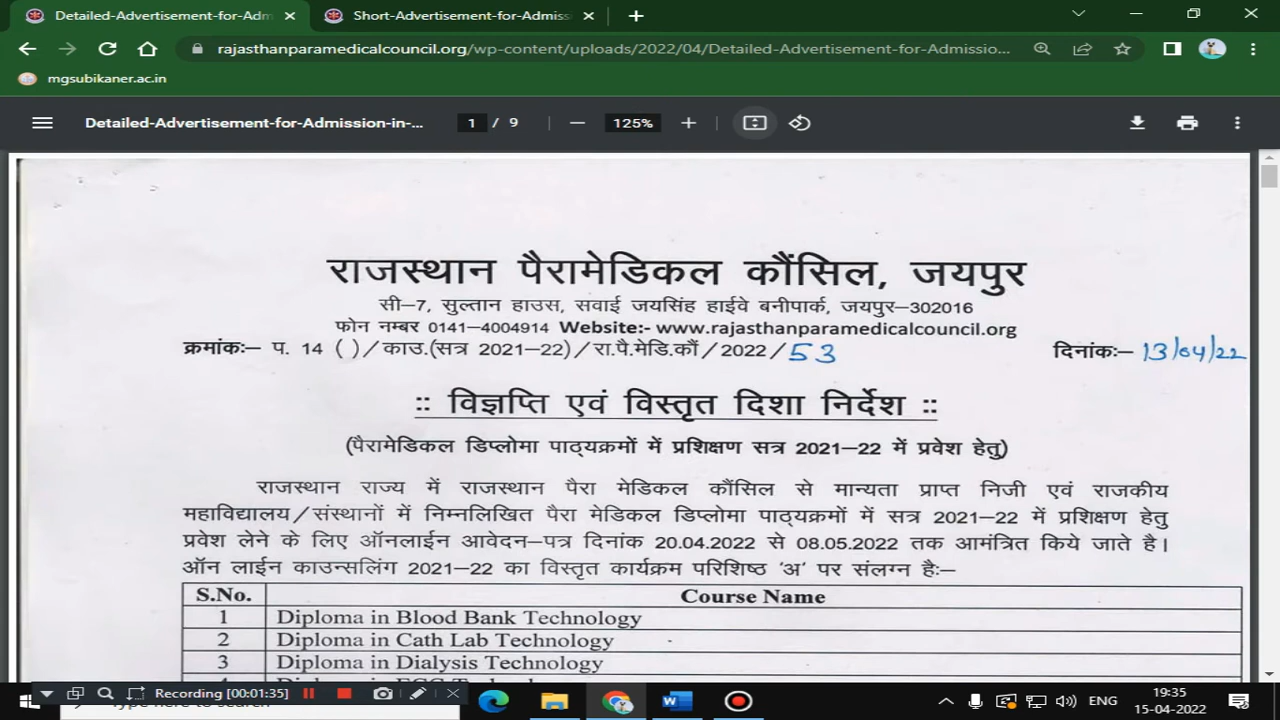 Detailed-Advertisement-for-Adm
Short-Advertisement-for-Admiss
rajasthanparamedicalcouncil.org/wp-content/uploads/2022/04/Detailed-Advertisement-for-Admissio...
mgsubikaner.ac.in
Detailed-Advertisement-for-Admission-in-...
1 / 9
125%
राजस्थान पैरामेडिकल कौंसिल, जयपुर
सी–7, सुल्तान हाउस, सवाई जयसिंह हाईवे बनीपार्क, जयपुर–302016
फोन नम्बर 0141–4004914 Website:- www.rajasthanparamedicalcouncil.org
क्रमांकः– प. 14 ( )/काउ.(सत्र 2021–22)/रा.पै.मेडि.कौं/2022/53 दिनांकः– 13/04/22
:: विज्ञप्ति एवं विस्तृत दिशा निर्देश ::
(पैरामेडिकल डिप्लोमा पाठ्यक्रमों में प्रशिक्षण सत्र 2021–22 में प्रवेश हेतु)
राजस्थान राज्य में राजस्थान पैरा मेडिकल कौंसिल से मान्यता प्राप्त निजी एवं राजकीय
महाविद्यालय/संस्थानों में निम्नलिखित पैरा मेडिकल डिप्लोमा पाठ्यक्रमों में सत्र 2021–22 में प्रशिक्षण हेतु
प्रवेश लेने के लिए ऑनलाईन आवेदन–पत्र दिनांक 20.04.2022 से 08.05.2022 तक आमंत्रित किये जाते है।
ऑन लाईन काउन्सलिंग 2021–22 का विस्तृत कार्यक्रम परिशिष्ठ 'अ' पर संलग्न हैः–
S.No. Course Name
1 Diploma in Blood Bank Technology
2 Diploma in Cath Lab Technology
3 Diploma in Dialysis Technology
Recording [00:01:35]
ENG
19:35
15-04-2022